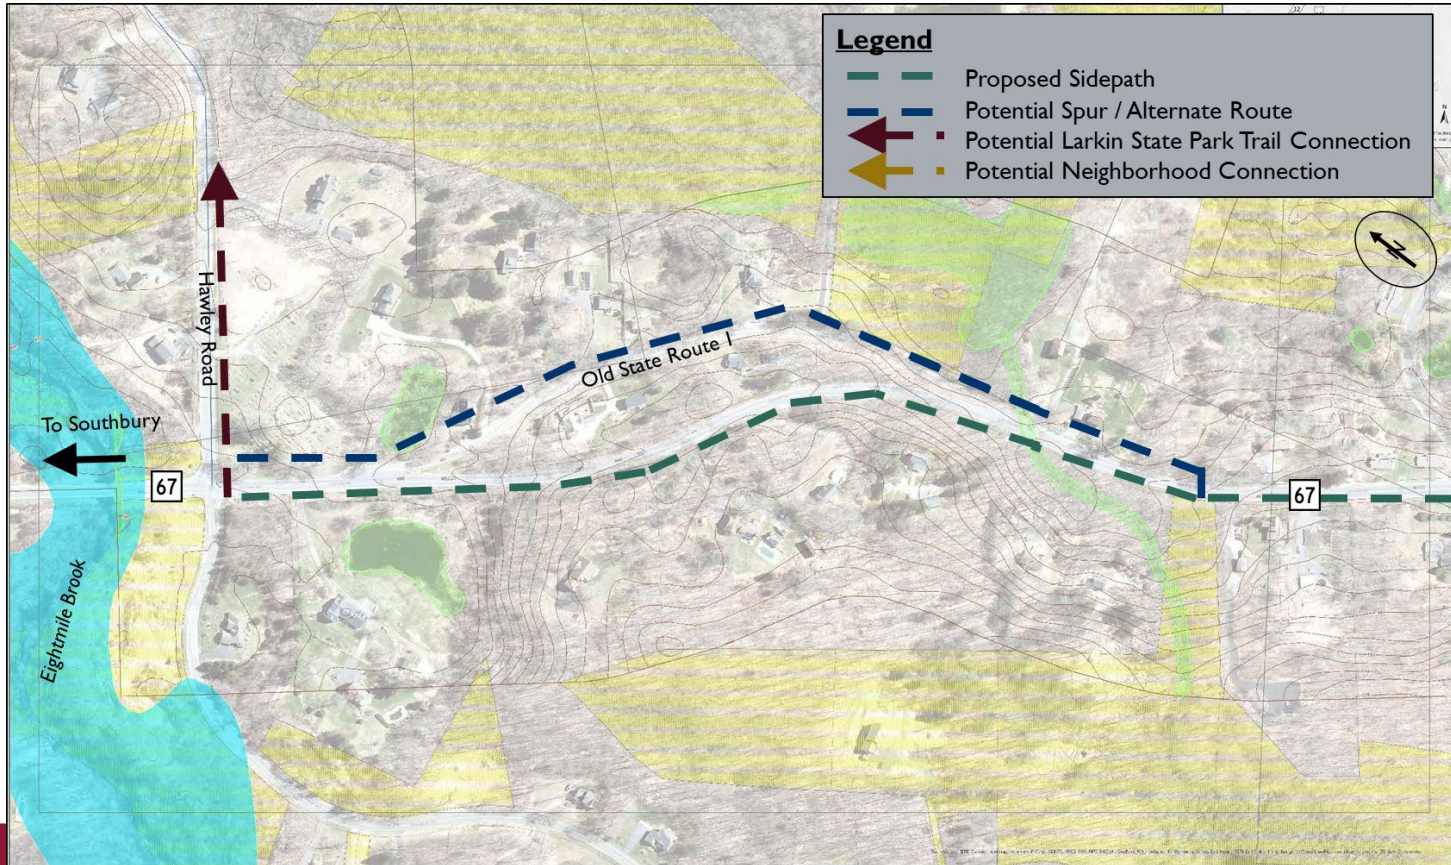 Legend
Proposed Sidepath
Potential Spur / Alternate Route
Potential Larkin State Park Trail Connection
Potential Neighborhood Connection
N
N
Hawley Road
Old State Route 1
To Southbury
67
67
Eightmile Brook